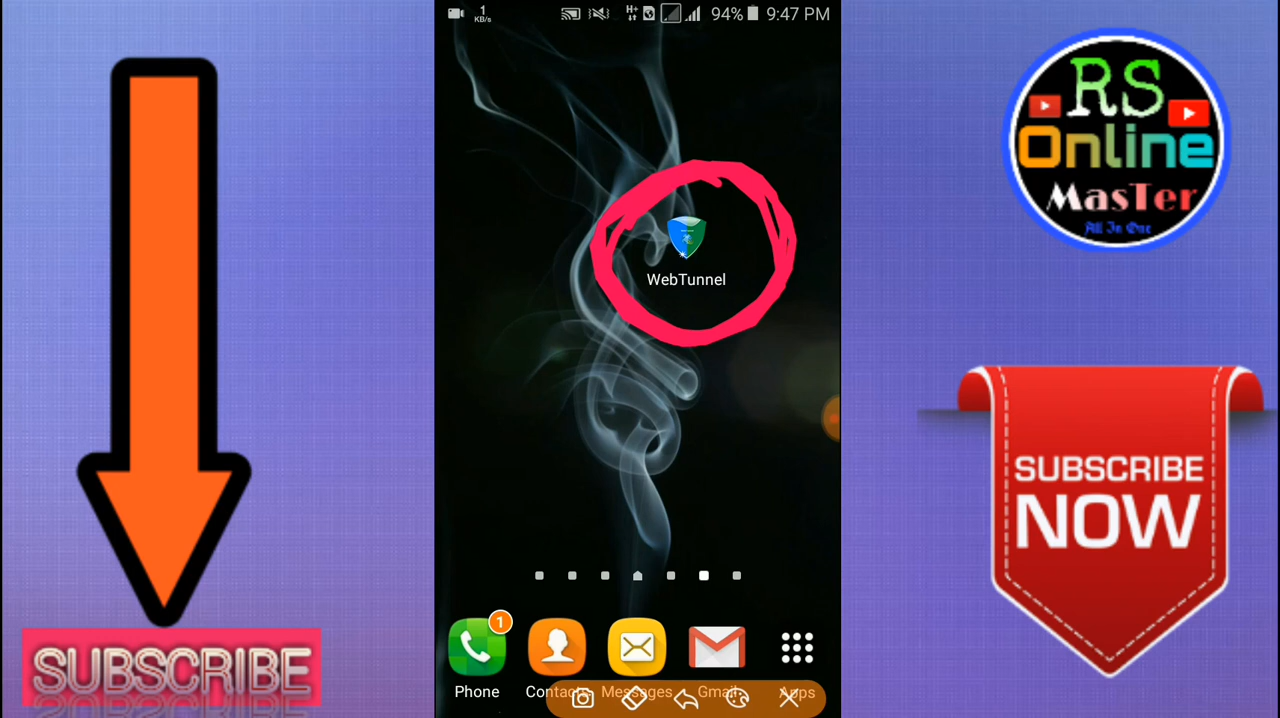 1
KB/s
H+
94%
9:47 PM
WebTunnel
1
Phone
Contacts
Messages
Gmail
Apps
SUBSCRIBE
RS
Online
MasTer
All In One
SUBSCRIBE
NOW